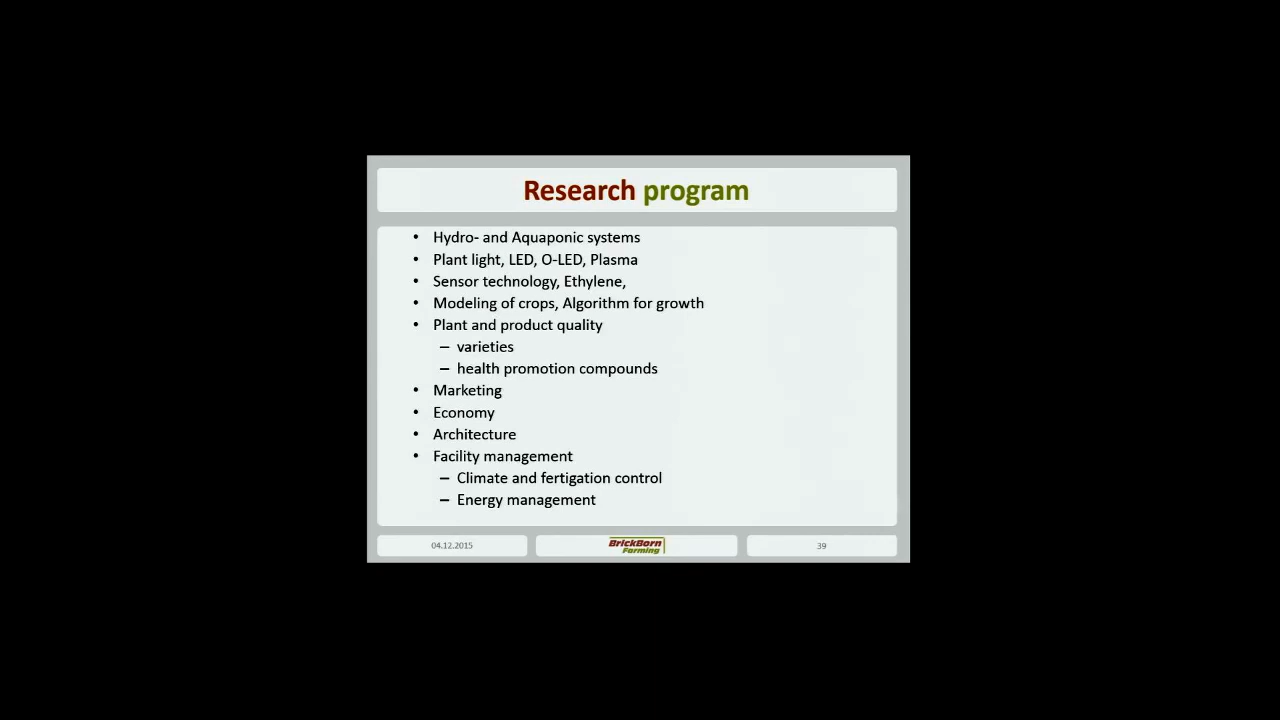 Research program
• Hydro- and Aquaponic systems
• Plant light, LED, O-LED, Plasma
• Sensor technology, Ethylene,
• Modeling of crops, Algorithm for growth
• Plant and product quality
– varieties
– health promotion compounds
• Marketing
• Economy
• Architecture
• Facility management
– Climate and fertigation control
– Energy management
04.12.2015
BrickBorn
Farming
39